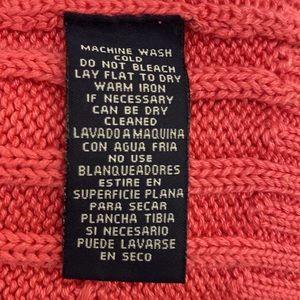 MACHINE WASH
COLD
DO NOT BLEACH
LAY FLAT TO DRY
WARM IRON
IF NECESSARY
CAN BE DRY
CLEANED
LAVADO A MAQUINA
CON AGUA FRIA
NO USE
BLANQUEADORES
ESTIRE EN
SUPERFICIE PLANA
PARA SECAR
PLANCHA TIBIA
SI NECESARIO
PUEDE LAVARSE
EN SECO